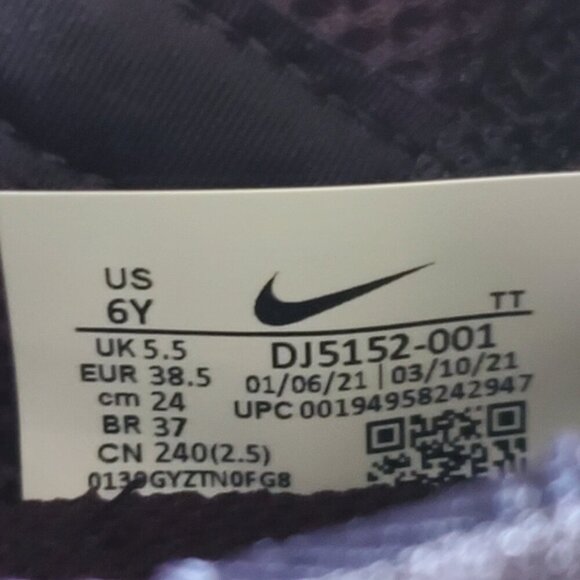 US
6Y
TT
UK 5.5
EUR 38.5
cm 24
BR 37
CN 240(2.5)
DJ5152-001
01/06/21 | 03/10/21
UPC 00194958242947